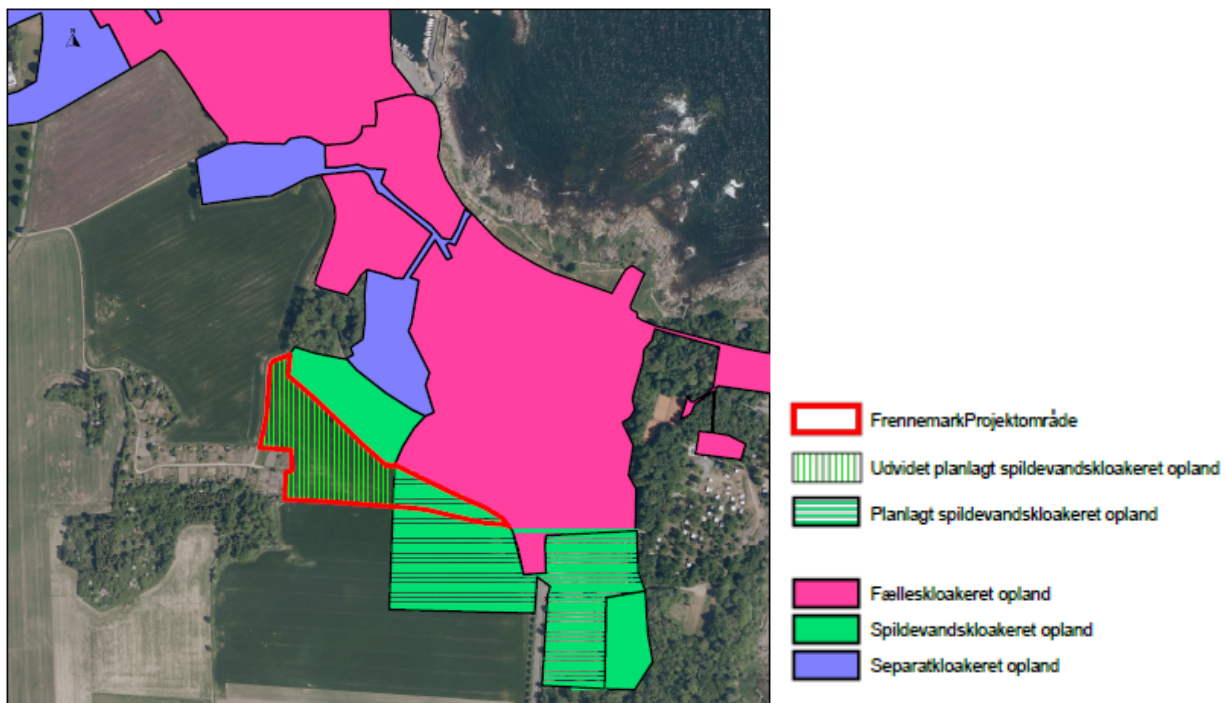 N
FrennemarkProjektområde
Udvidet planlagt spildevandskloakeret opland
Planlagt spildevandskloakeret opland
Fælleskloakeret opland
Spildevandskloakeret opland
Separatkloakeret opland